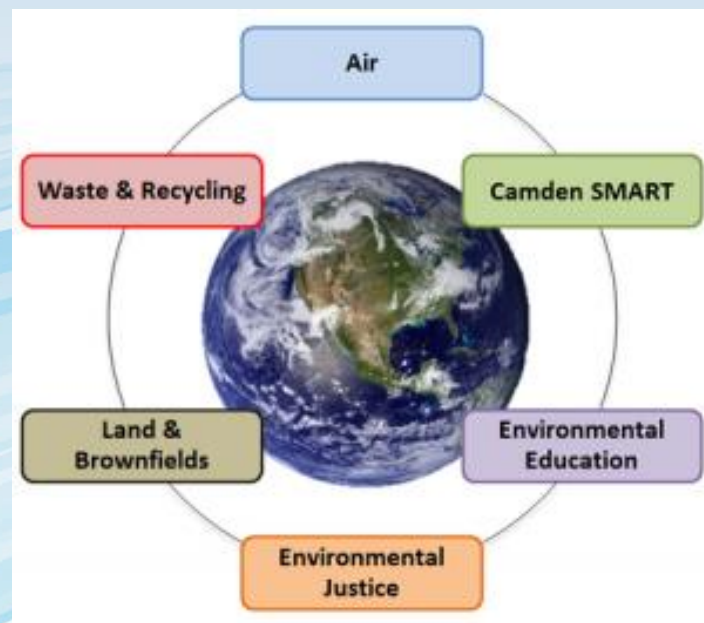 Air
Waste & Recycling
Camden SMART
Land &
Brownfields
Environmental
Education
Environmental
Justice